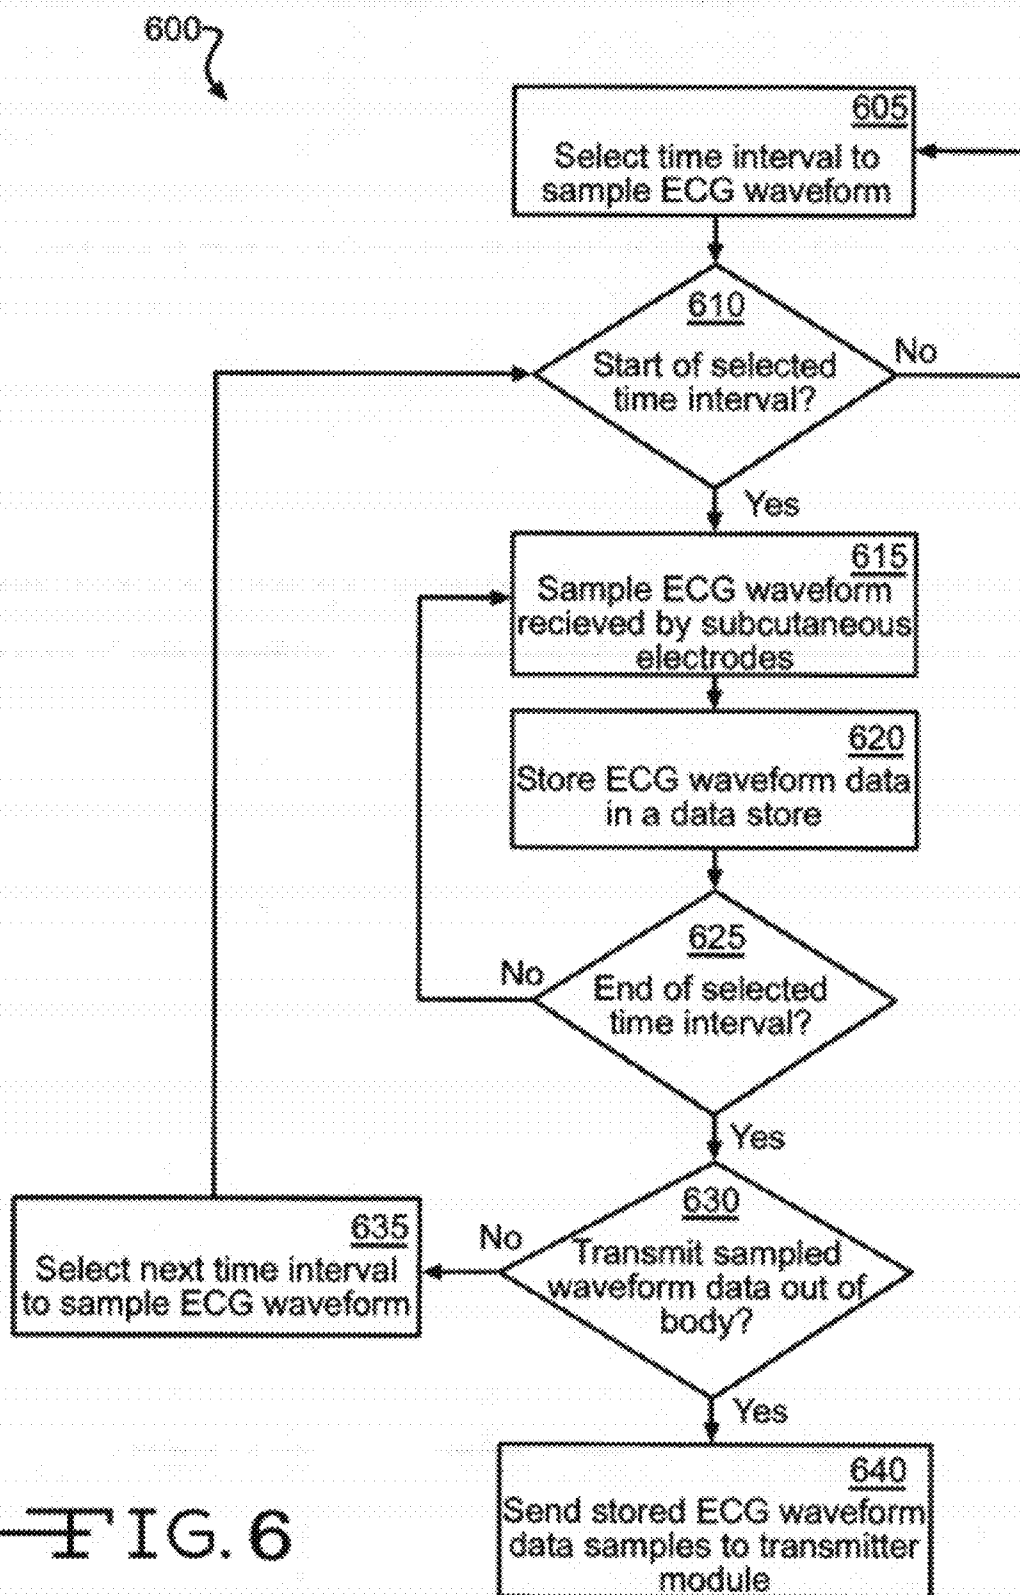 600
605
Select time interval to
sample ECG waveform
610
Start of selected
time interval?
No
Yes
615
Sample ECG waveform
recieved by subcutaneous
electrodes
620
Store ECG waveform data
in a data store
625
End of selected
time interval?
No
Yes
630
Transmit sampled
waveform data out of
body?
No
635
Select next time interval
to sample ECG waveform
Yes
640
Send stored ECG waveform
data samples to transmitter
module
FIG. 6